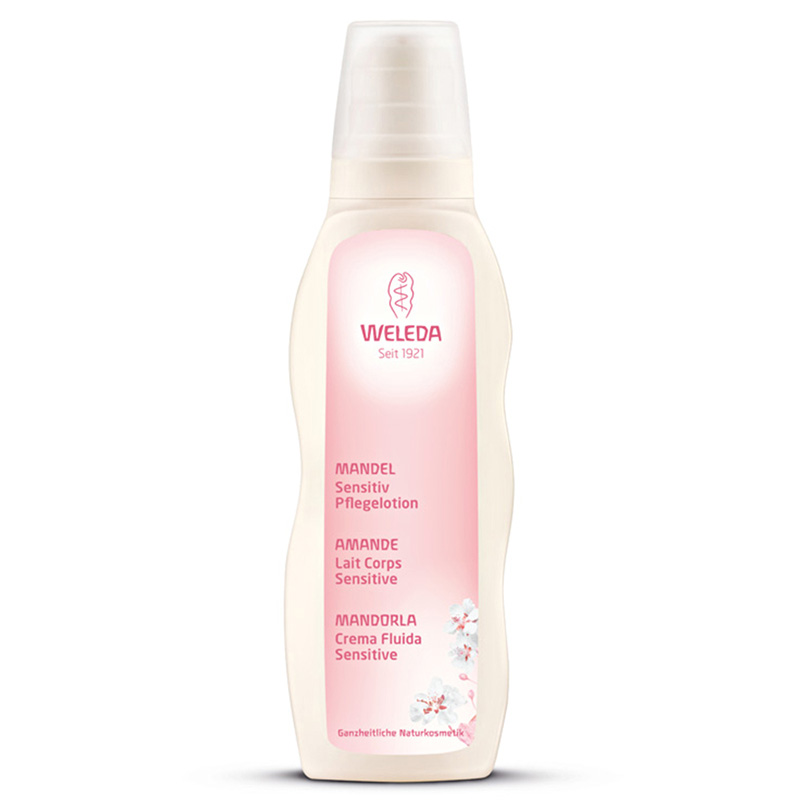 WELEDA
Seit 1921
MANDEL
Sensitiv
Pflegelotion
AMANDE
Lait Corps
Sensitive
MANDORLA
Crema Fluida
Sensitive
Ganzheitliche Naturkosmetik